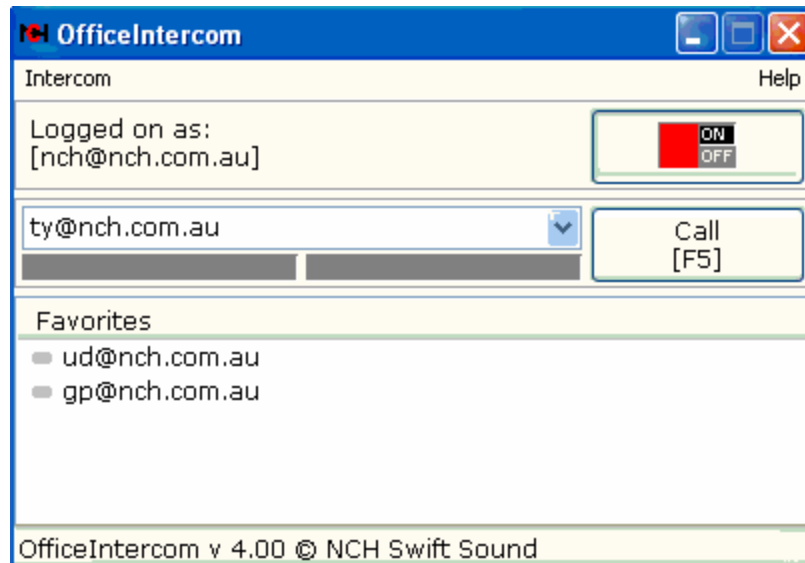 NCH OfficeIntercom
Intercom Help
Logged on as:
[nch@nch.com.au]
ON
OFF
ty@nch.com.au
Call
[F5]
Favorites
ud@nch.com.au
gp@nch.com.au
OfficeIntercom v 4.00 © NCH Swift Sound